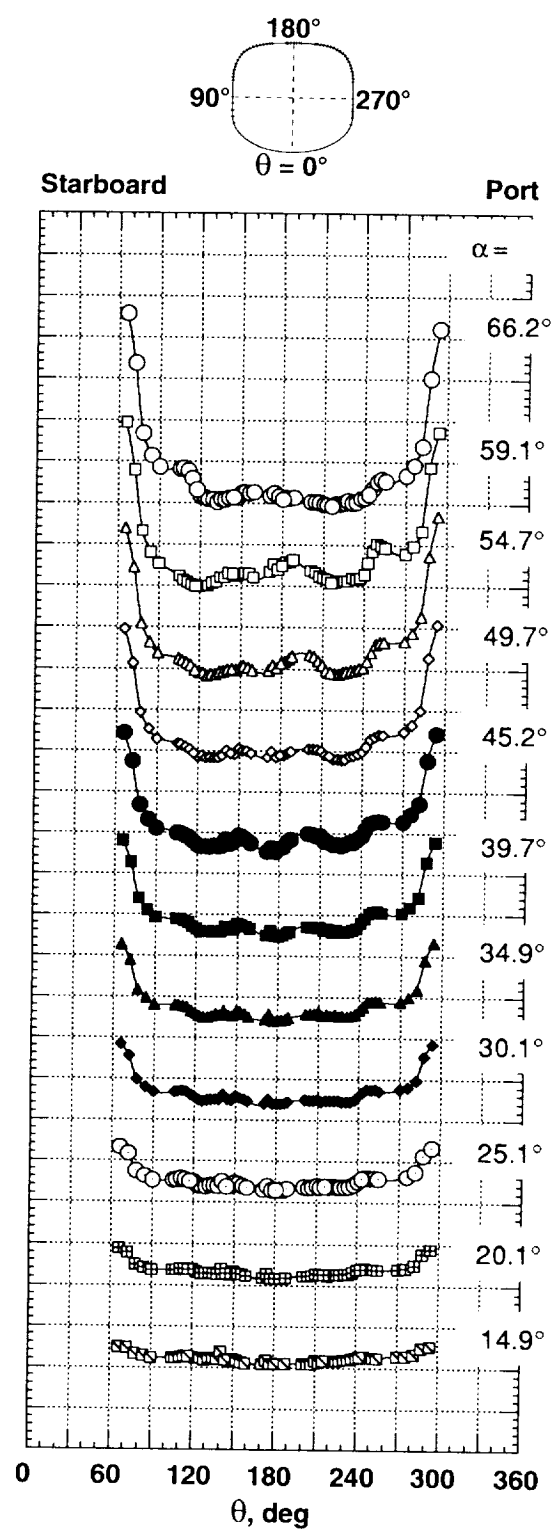 180°
90°
270°
θ = 0°
Starboard
Port
α =
66.2°
59.1°
54.7°
49.7°
45.2°
39.7°
34.9°
30.1°
25.1°
20.1°
14.9°
0 60 120 180 240 300 360
θ, deg